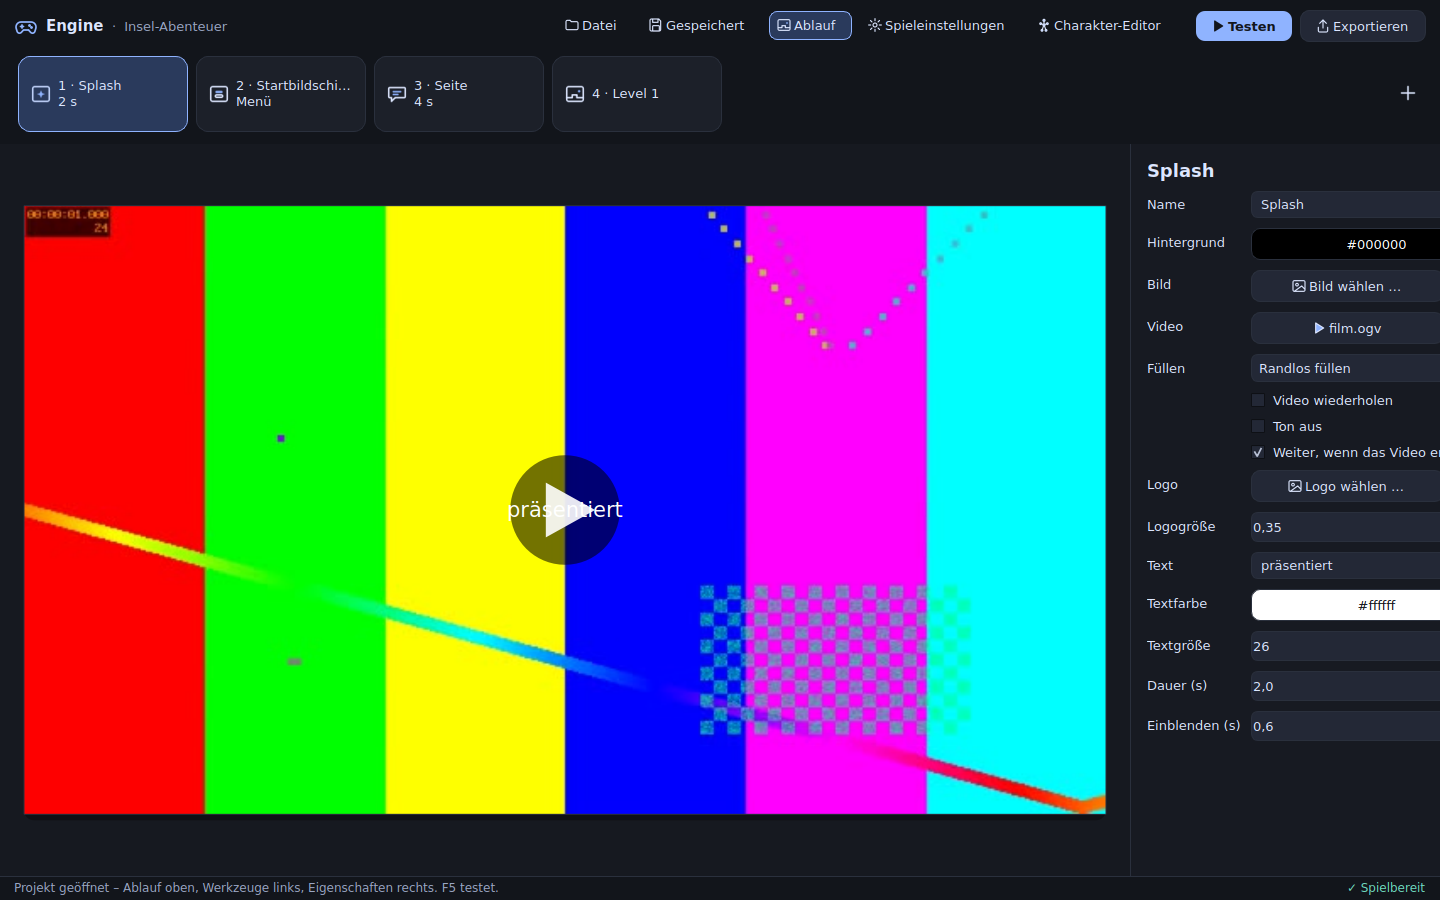 Engine · Insel-Abenteuer
Datei
Gespeichert
Ablauf
Spieleinstellungen
Charakter-Editor
Testen
Exportieren
1 · Splash
2 s
2 · Startbildschi…
Menü
3 · Seite
4 s
4 · Level 1
00:00:01.000
24
präsentiert
Splash
Name Splash
Hintergrund #000000
Bild Bild wählen …
Video film.ogv
Füllen Randlos füllen
Video wiederholen
Ton aus
Weiter, wenn das Video
Logo Logo wählen …
Logogröße 0,35
Text präsentiert
Textfarbe #ffffff
Textgröße 26
Dauer (s) 2,0
Einblenden (s) 0,6
Projekt geöffnet – Ablauf oben, Werkzeuge links, Eigenschaften rechts. F5 testet.
✓ Spielbereit